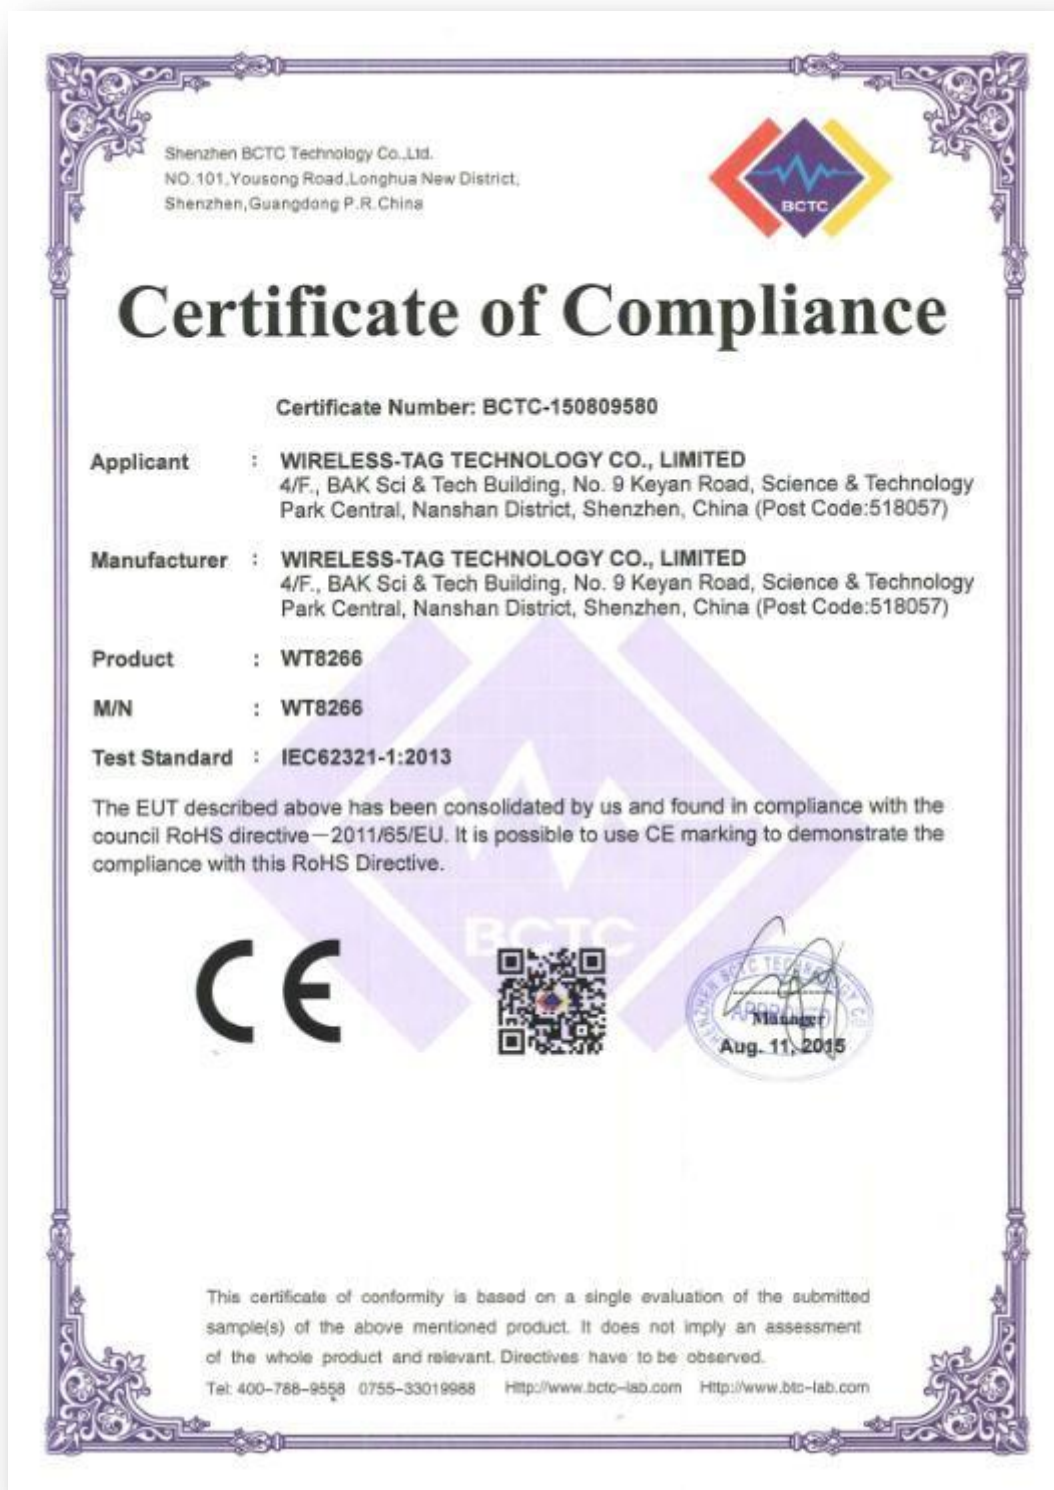 Shenzhen BCTC Technology Co.,Ltd.
NO.101,Yousong Road,Longhua New District,
Shenzhen,Guangdong P.R.China
BCTC
Certificate of Compliance
Certificate Number: BCTC-150809580
Applicant : WIRELESS-TAG TECHNOLOGY CO., LIMITED
4/F., BAK Sci & Tech Building, No. 9 Keyan Road, Science & Technology
Park Central, Nanshan District, Shenzhen, China (Post Code:518057)
Manufacturer : WIRELESS-TAG TECHNOLOGY CO., LIMITED
4/F., BAK Sci & Tech Building, No. 9 Keyan Road, Science & Technology
Park Central, Nanshan District, Shenzhen, China (Post Code:518057)
Product : WT8266
M/N : WT8266
Test Standard : IEC62321-1:2013
The EUT described above has been consolidated by us and found in compliance with the
council RoHS directive—2011/65/EU. It is possible to use CE marking to demonstrate the
compliance with this RoHS Directive.
BCTC
CE
SHENZHEN BCTC TECHNOLOGY CO
APPROVED
Manager
Aug. 11, 2015
This certificate of conformity is based on a single evaluation of the submitted
sample(s) of the above mentioned product. It does not imply an assessment
of the whole product and relevant. Directives have to be observed.
Tel: 400-788-9558 0755-33019988 Http://www.bctc-lab.com Http://www.btc-lab.com